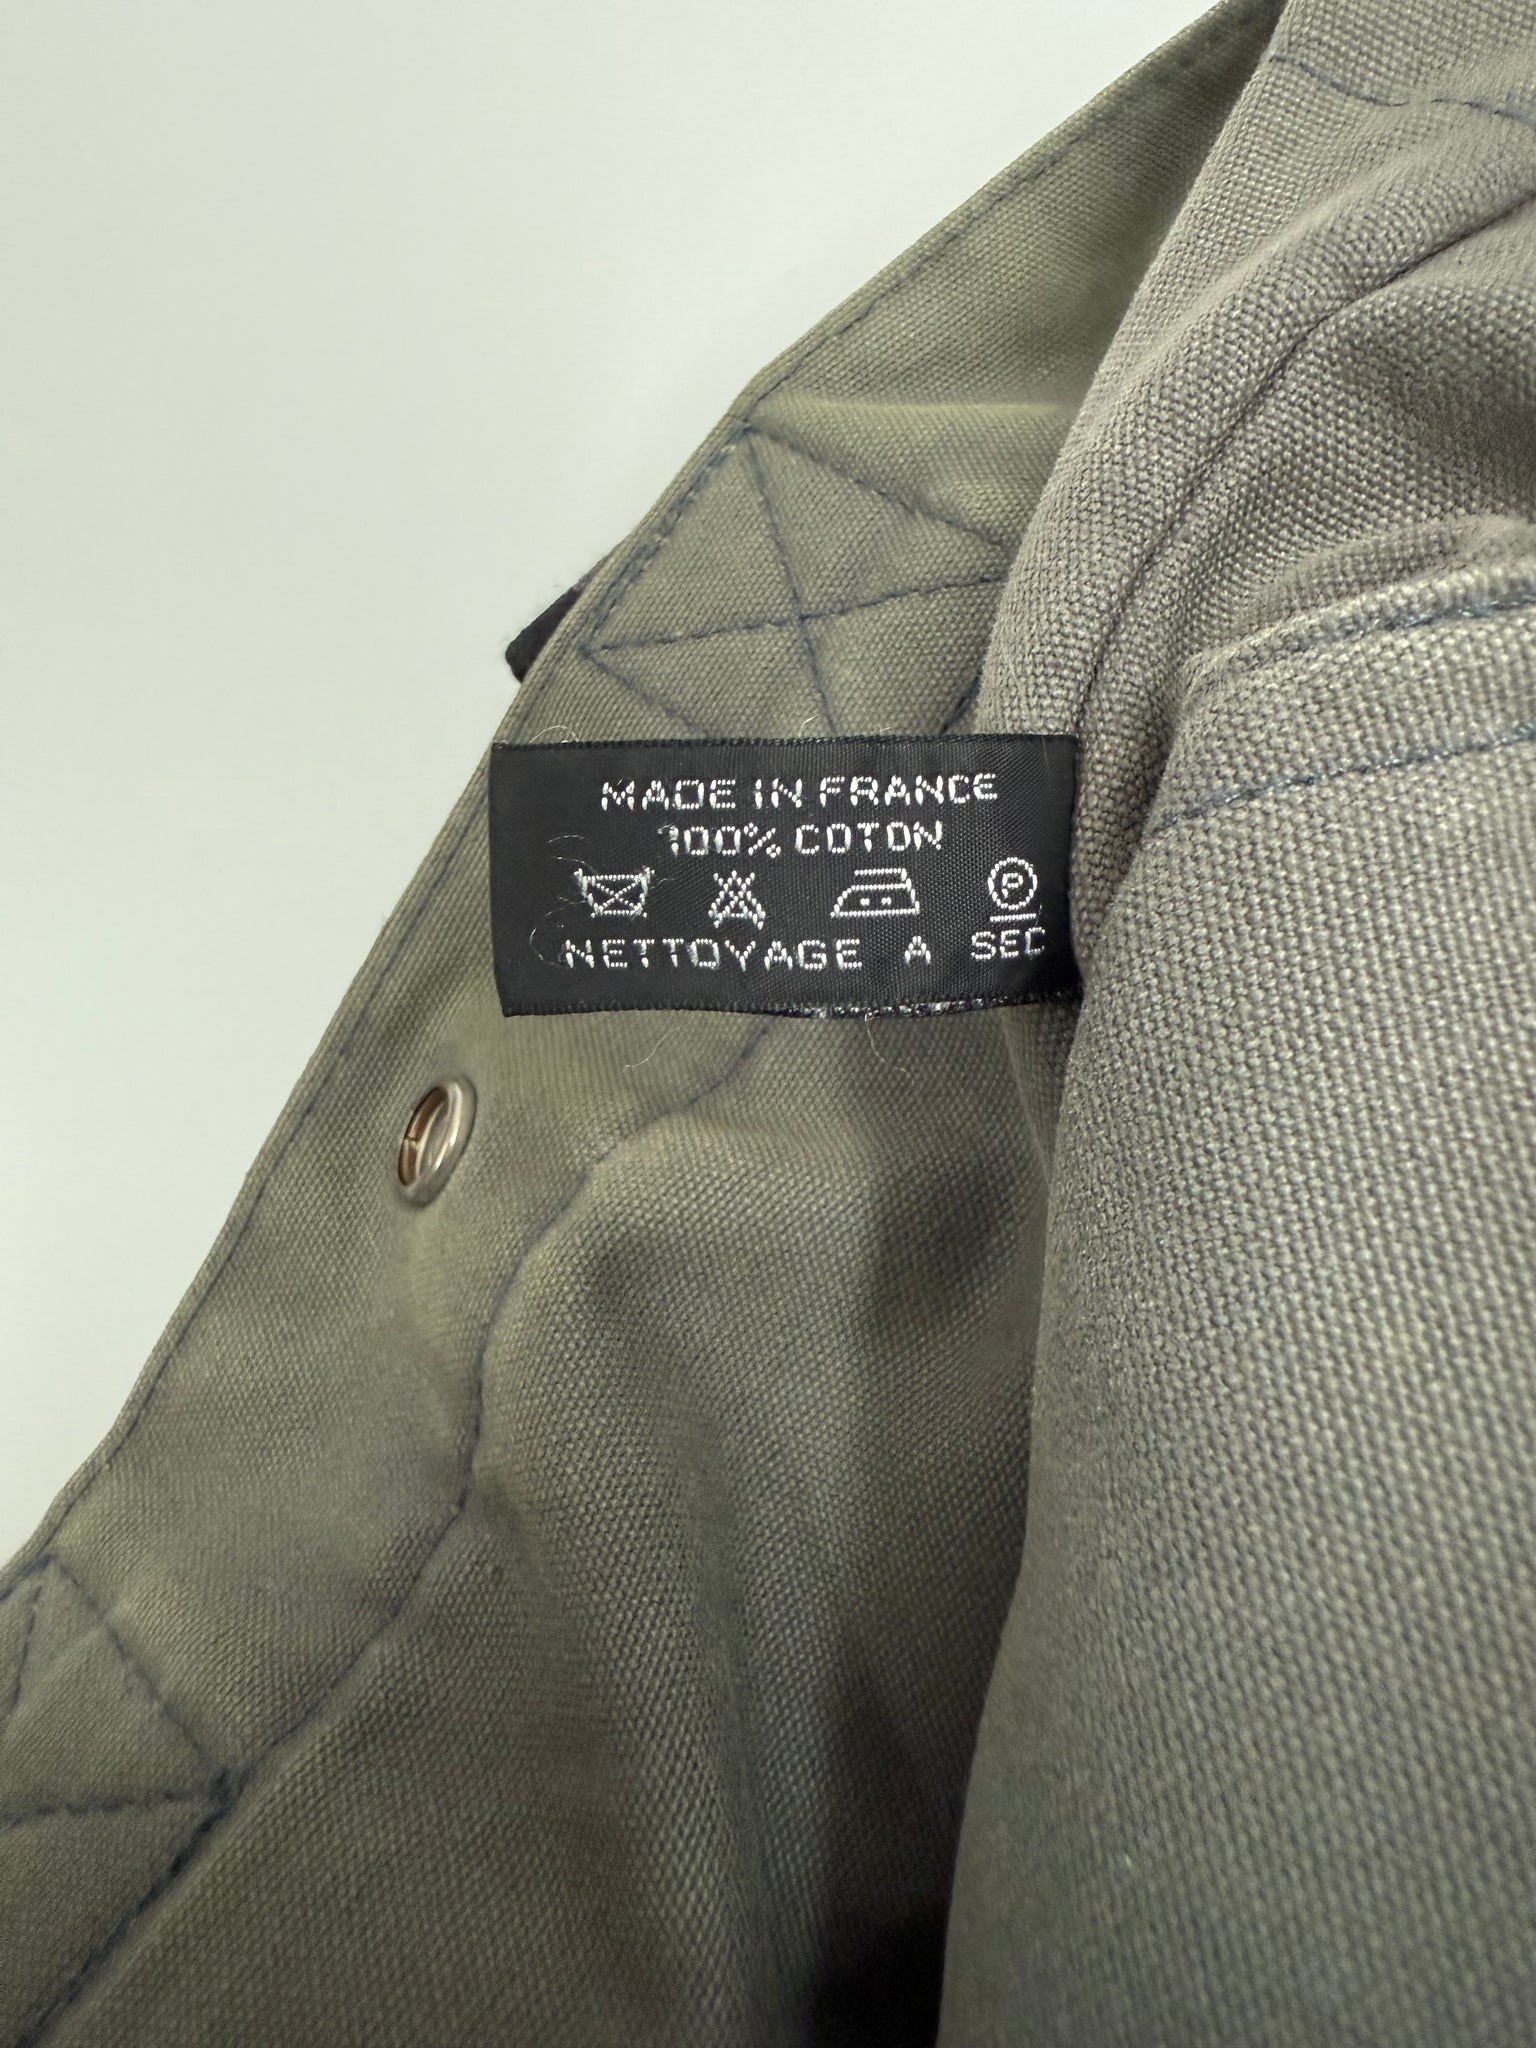 MADE IN FRANCE
100% COTON
P
NETTOYAGE A SEC